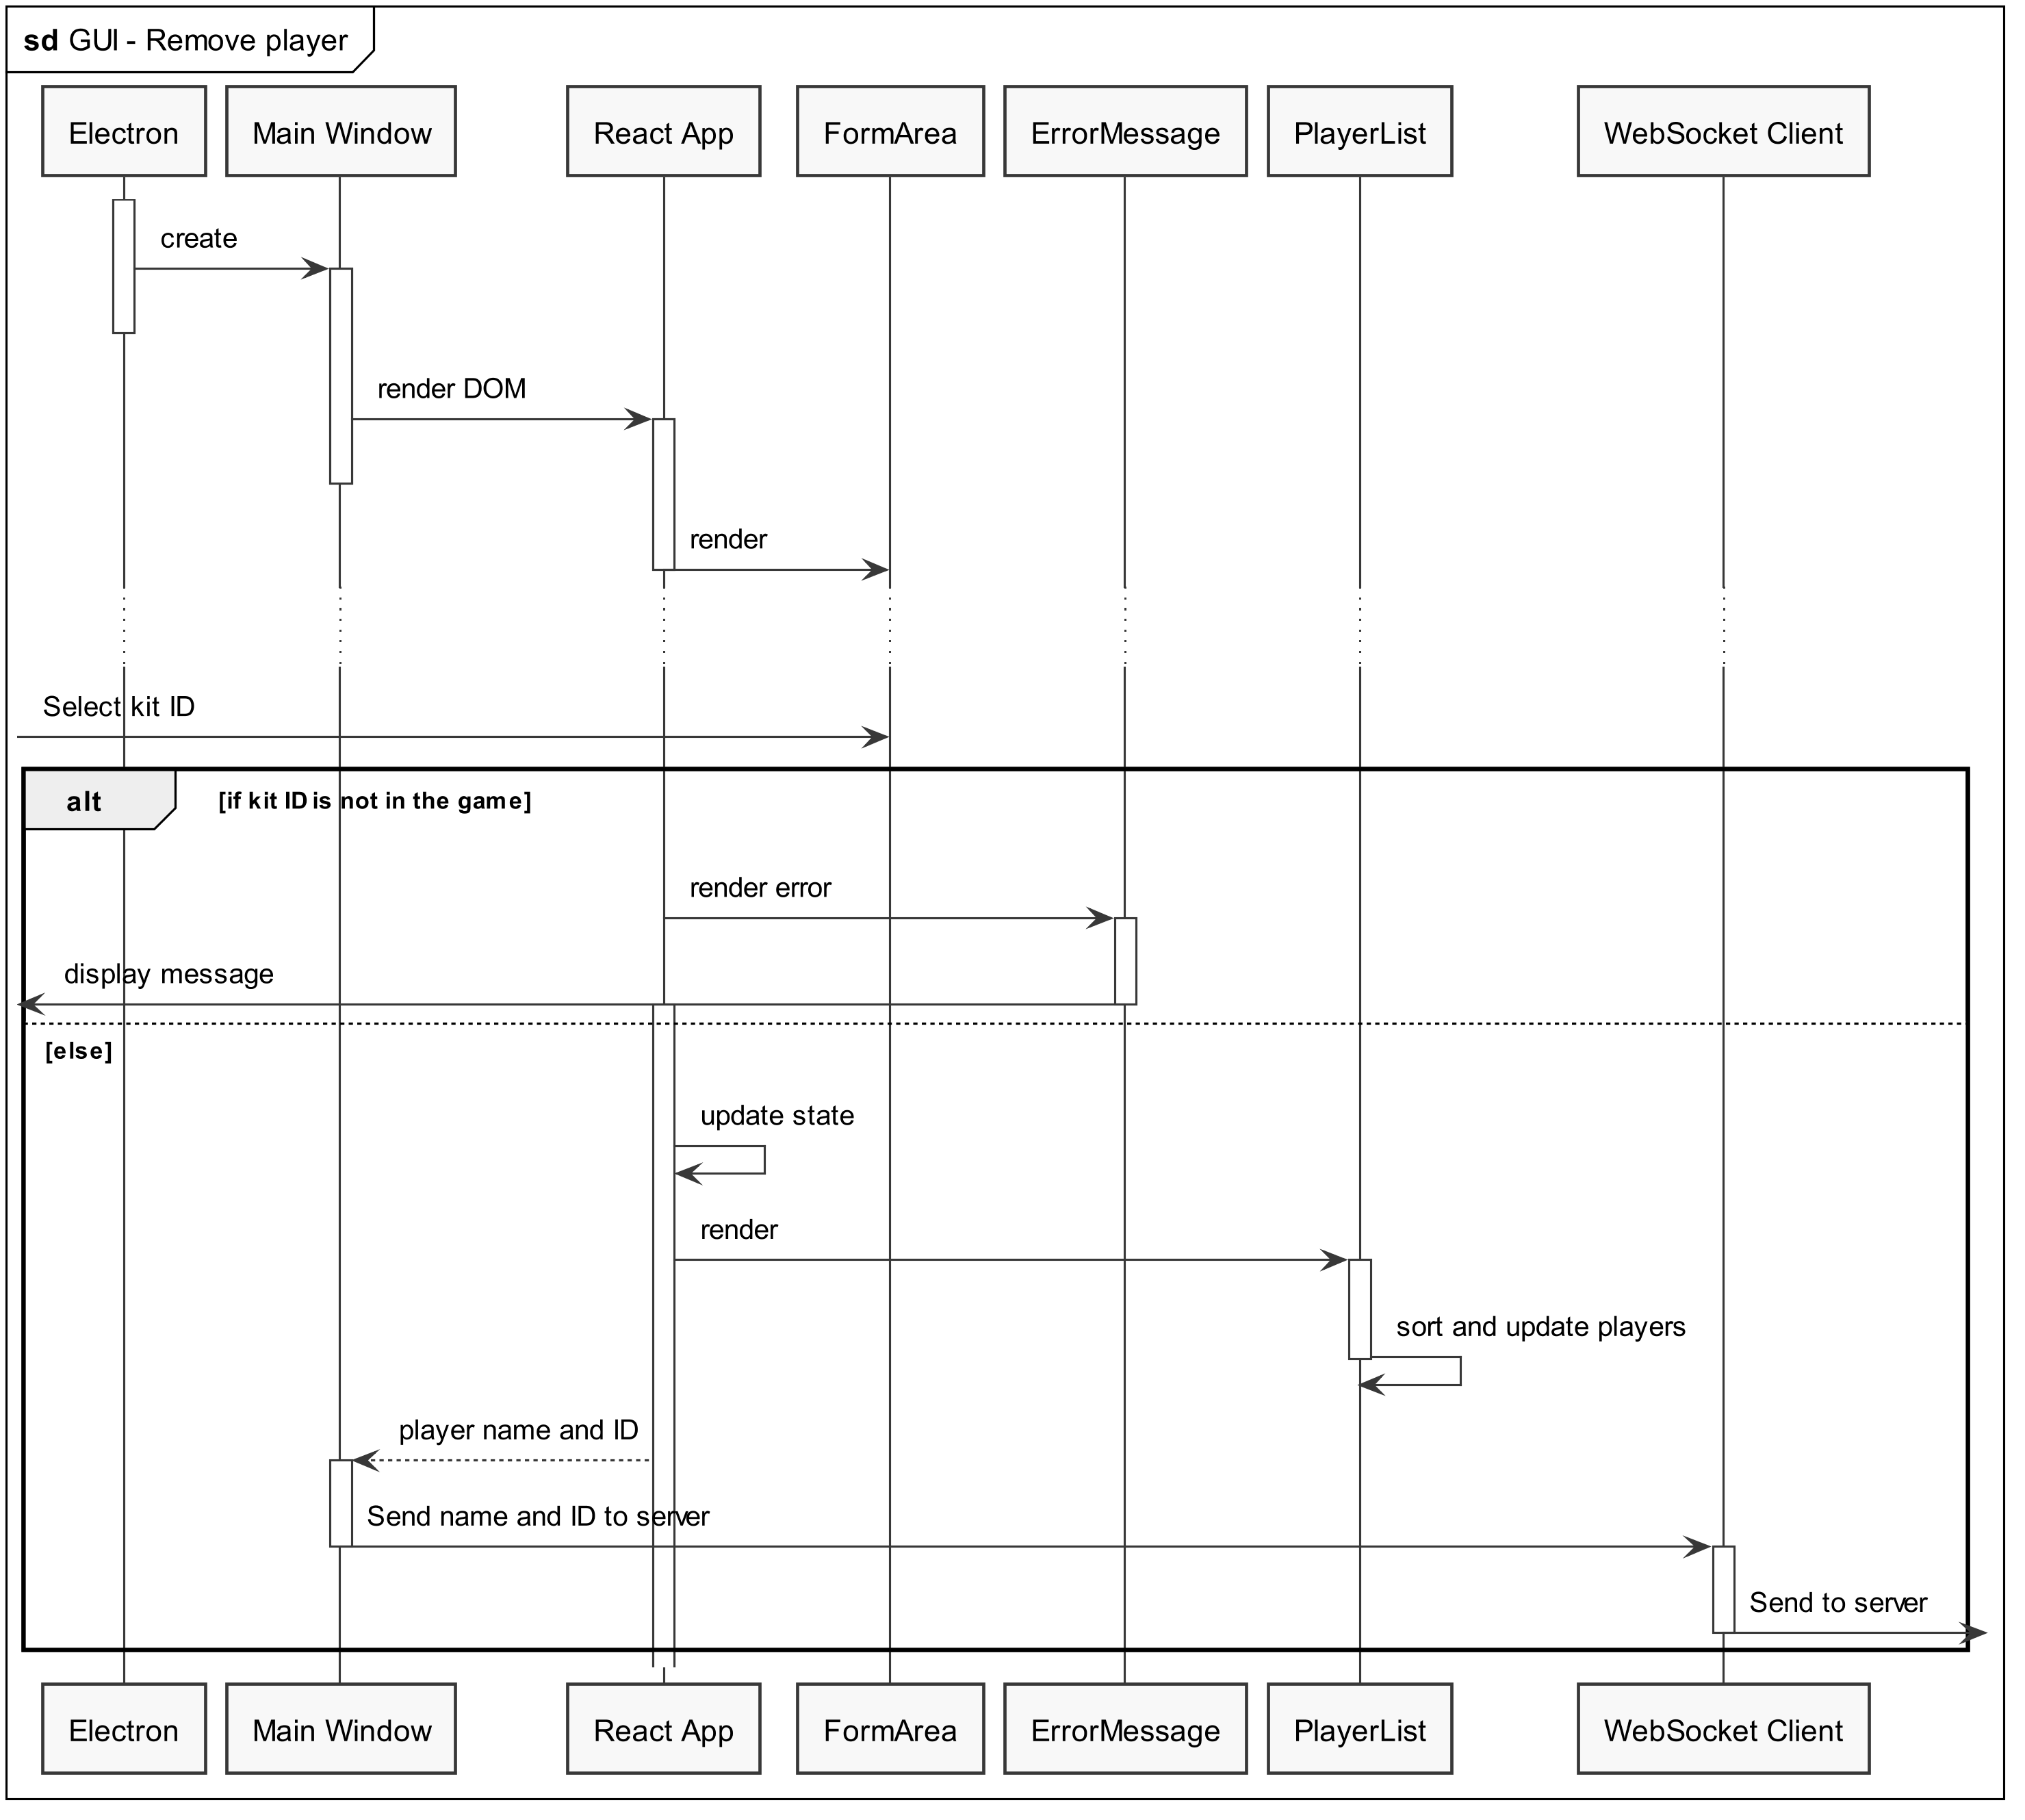 sd GUI - Remove player
Electron
Main Window
React App
FormArea
ErrorMessage
PlayerList
WebSocket Client
create
render DOM
render
Select kit ID
alt
[if kit ID is not in the game]
render error
display message
[else]
update state
render
sort and update players
player name and ID
Send name and ID to server
Send to server
Electron
Main Window
React App
FormArea
ErrorMessage
PlayerList
WebSocket Client